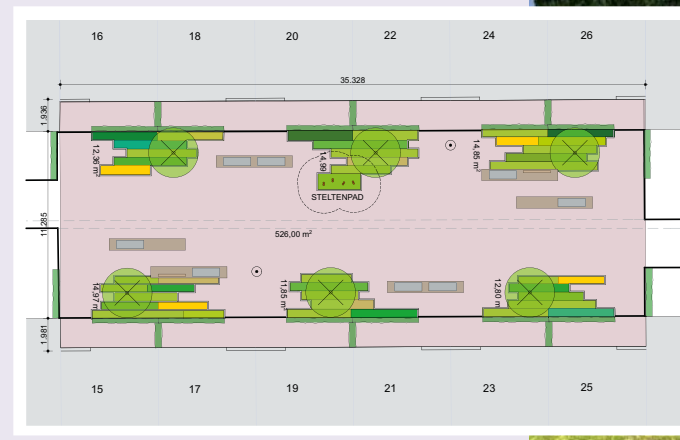 16 18 20 22 24 26
35.328
1.936
12,36 m²
14,99
14,85 m²
STELTENPAD
11.285
526,00 m²
14,97 m²
11,85 m²
12,80 m²
1.981
15 17 19 21 23 25